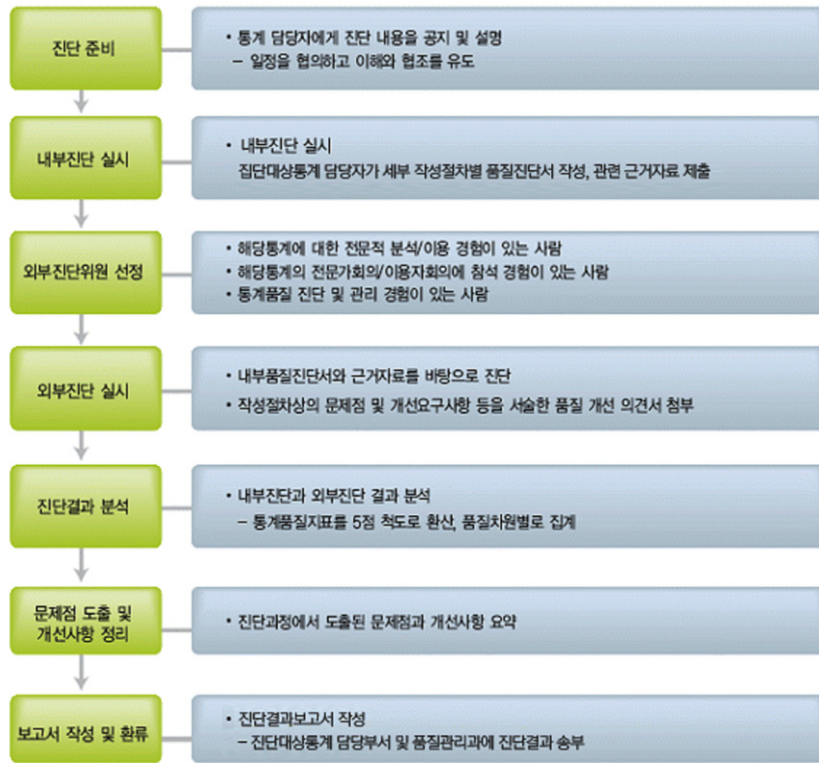 진단 준비
• 통계 담당자에게 진단 내용을 공지 및 설명
– 일정을 협의하고 이해와 협조를 유도
내부진단 실시
• 내부진단 실시
집단대상통계 담당자가 세부 작성절차별 품질진단서 작성, 관련 근거자료 제출
외부진단위원 선정
• 해당통계에 대한 전문적 분석/이용 경험이 있는 사람
• 해당통계의 전문가회의/이용자회의에 참석 경험이 있는 사람
• 통계품질 진단 및 관리 경험이 있는 사람
외부진단 실시
• 내부품질진단서와 근거자료를 바탕으로 진단
• 작성절차상의 문제점 및 개선요구사항 등을 서술한 품질 개선 의견서 첨부
진단결과 분석
• 내부진단과 외부진단 결과 분석
– 통계품질지표를 5점 척도로 환산, 품질차원별로 집계
문제점 도출 및
개선사항 정리
• 진단과정에서 도출된 문제점과 개선사항 요약
보고서 작성 및 환류
• 진단결과보고서 작성
– 진단대상통계 담당부서 및 품질관리과에 진단결과 송부